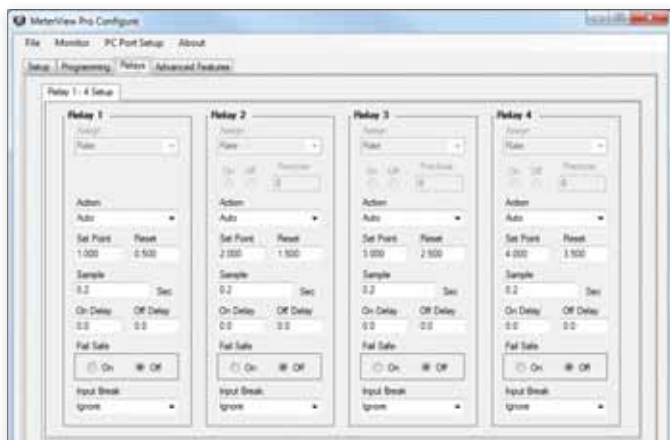 MeterView Pro Configure
File Monitor PC Port Setup About
Setup Programming Relays Advanced Features
Relay 1 - 4 Setup
Relay 1
Assign
Rate
Action
Auto
Set Point Reset
1.000 0.500
Sample
0.2 Sec
On Delay Off Delay
0.0 0.0
Fail Safe
On Off
Input Break
Ignore
Relay 2
Assign
Rate
On Off
0
Action
Auto
Set Point Reset
2.000 1.500
Sample
0.2 Sec
On Delay Off Delay
0.0 0.0
Fail Safe
On Off
Input Break
Ignore
Relay 3
Assign
Rate
On Off
0
Action
Auto
Set Point Reset
3.000 2.500
Sample
0.2 Sec
On Delay Off Delay
0.0 0.0
Fail Safe
On Off
Input Break
Ignore
Relay 4
Assign
Rate
On Off
0
Action
Auto
Set Point Reset
4.000 3.500
Sample
0.2 Sec
On Delay Off Delay
0.0 0.0
Fail Safe
On Off
Input Break
Ignore